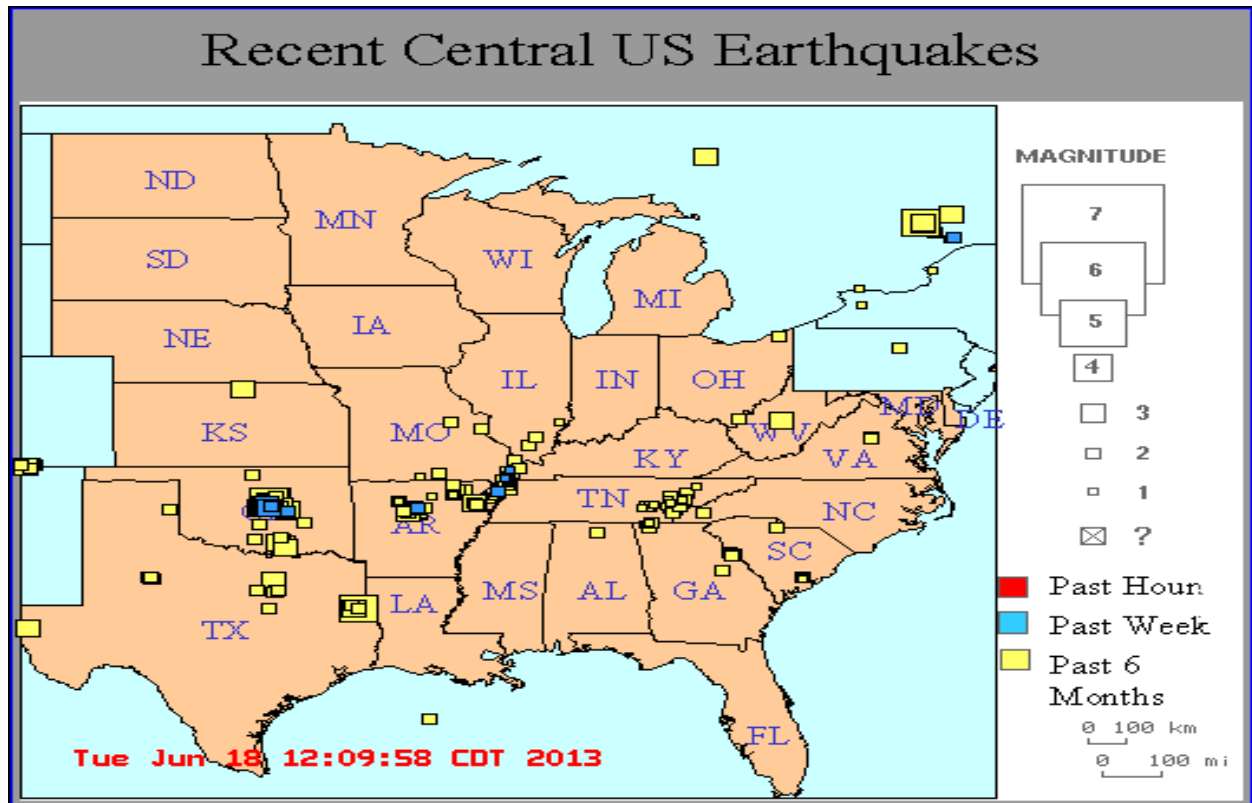 Recent Central US Earthquakes
MAGNITUDE
7
6
5
4
3
2
1
?
Past Hour
Past Week
Past 6
Months
0 100 km
0 100 mi
ND
MN
SD
WI
MI
NE
IA
IL
IN
OH
MD
DE
KS
MO
WV
KY
VA
TN
NC
AR
SC
MS
AL
GA
LA
TX
FL
Tue Jun 18 12:09:58 CDT 2013